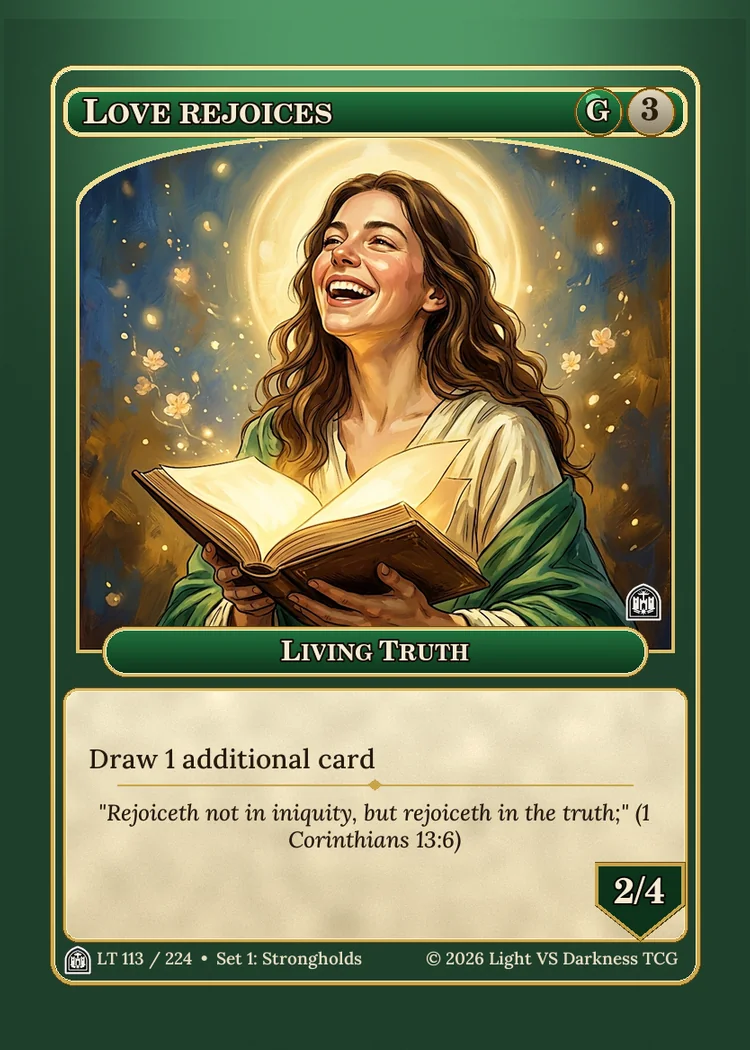 Love rejoices G 3
Living Truth
Draw 1 additional card
"Rejoiceth not in iniquity, but rejoiceth in the truth;" (1
Corinthians 13:6)
2/4
LT 113 / 224 • Set 1: Strongholds © 2026 Light VS Darkness TCG